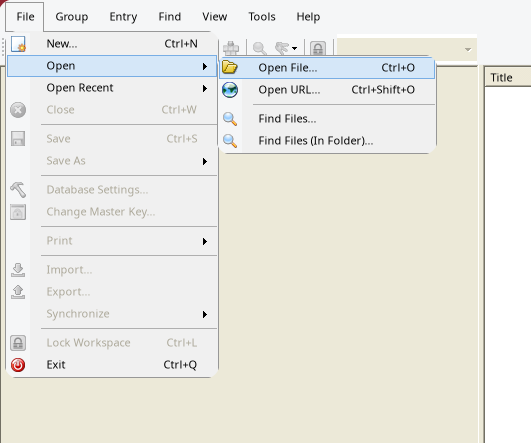 File Group Entry Find View Tools Help
New... Ctrl+N
Open
Open Recent
Close Ctrl+W
Save Ctrl+S
Save As
Database Settings...
Change Master Key...
Print
Import...
Export...
Synchronize
Lock Workspace Ctrl+L
Exit Ctrl+Q
Open File... Ctrl+O
Open URL... Ctrl+Shift+O
Find Files...
Find Files (In Folder)...
Title